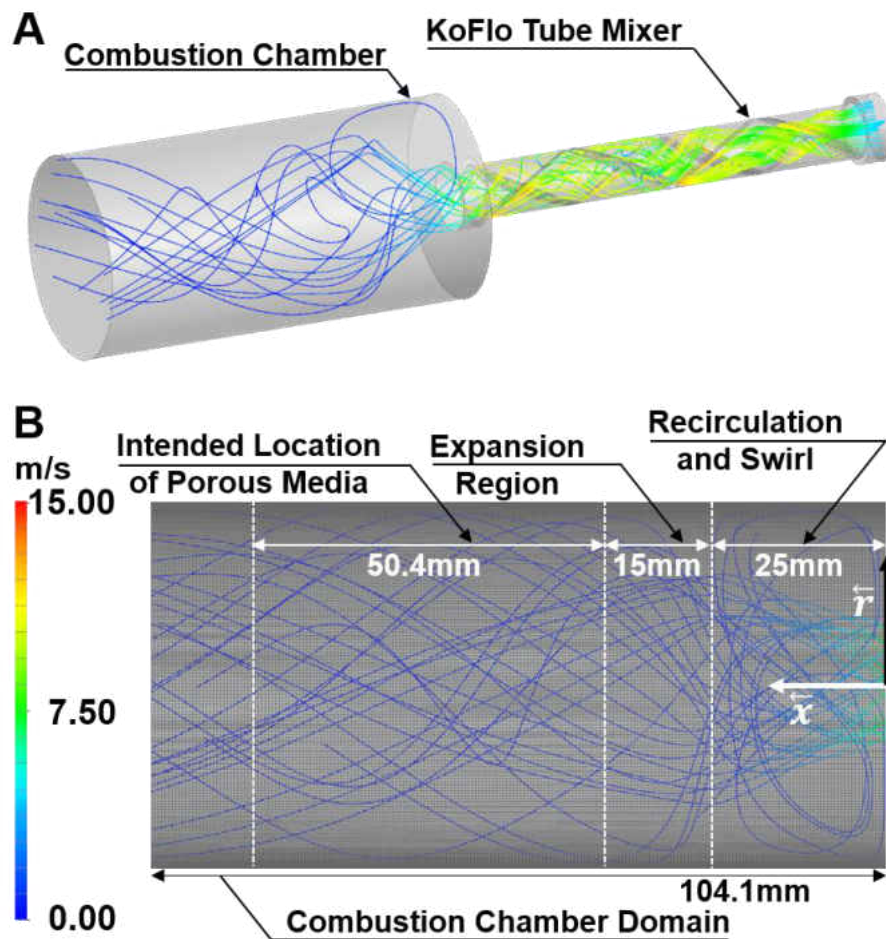 A
Combustion Chamber
KoFlo Tube Mixer
B
m/s
15.00
7.50
0.00
Intended Location
of Porous Media
Expansion
Region
Recirculation
and Swirl
50.4mm
15mm
25mm
r
x
104.1mm
Combustion Chamber Domain